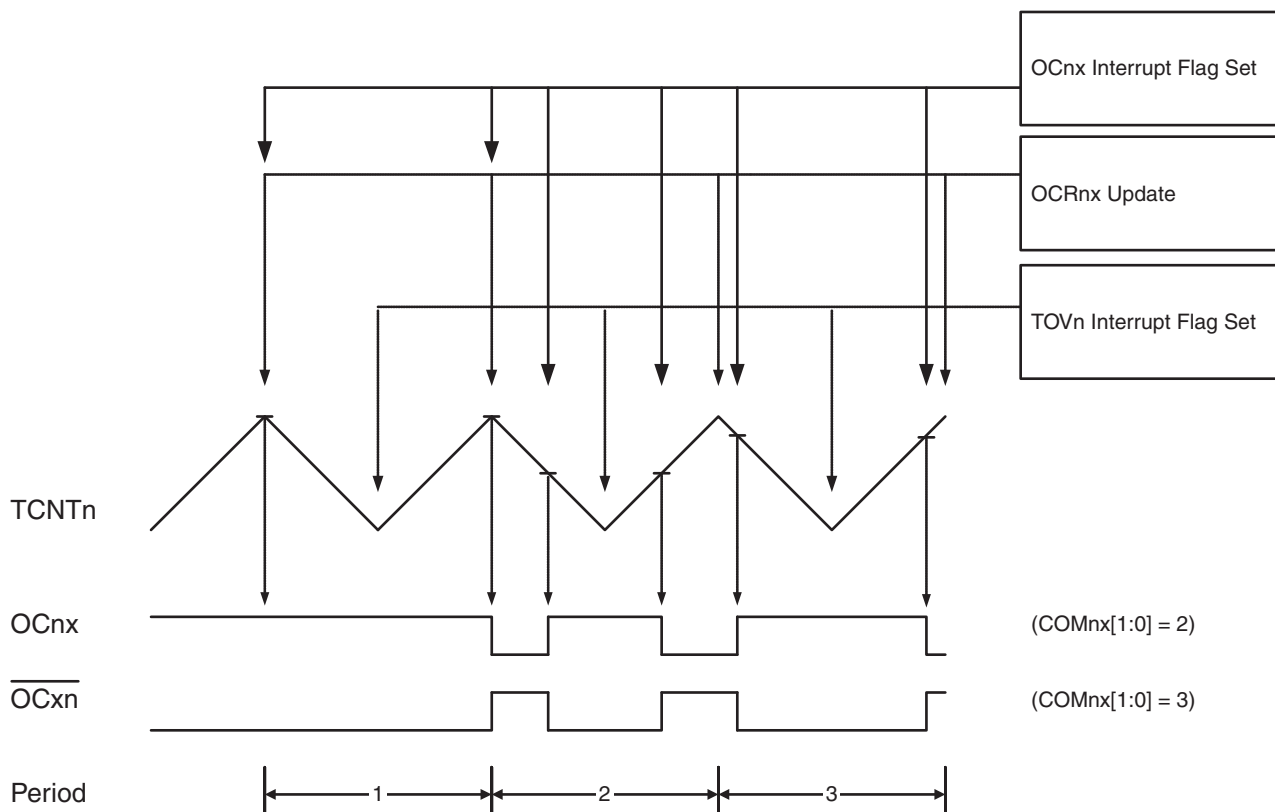 OCnx Interrupt Flag Set
OCRnx Update
TOVn Interrupt Flag Set
TCNTn
OCnx
(COMnx[1:0] = 2)
OCxn
(COMnx[1:0] = 3)
Period
1
2
3